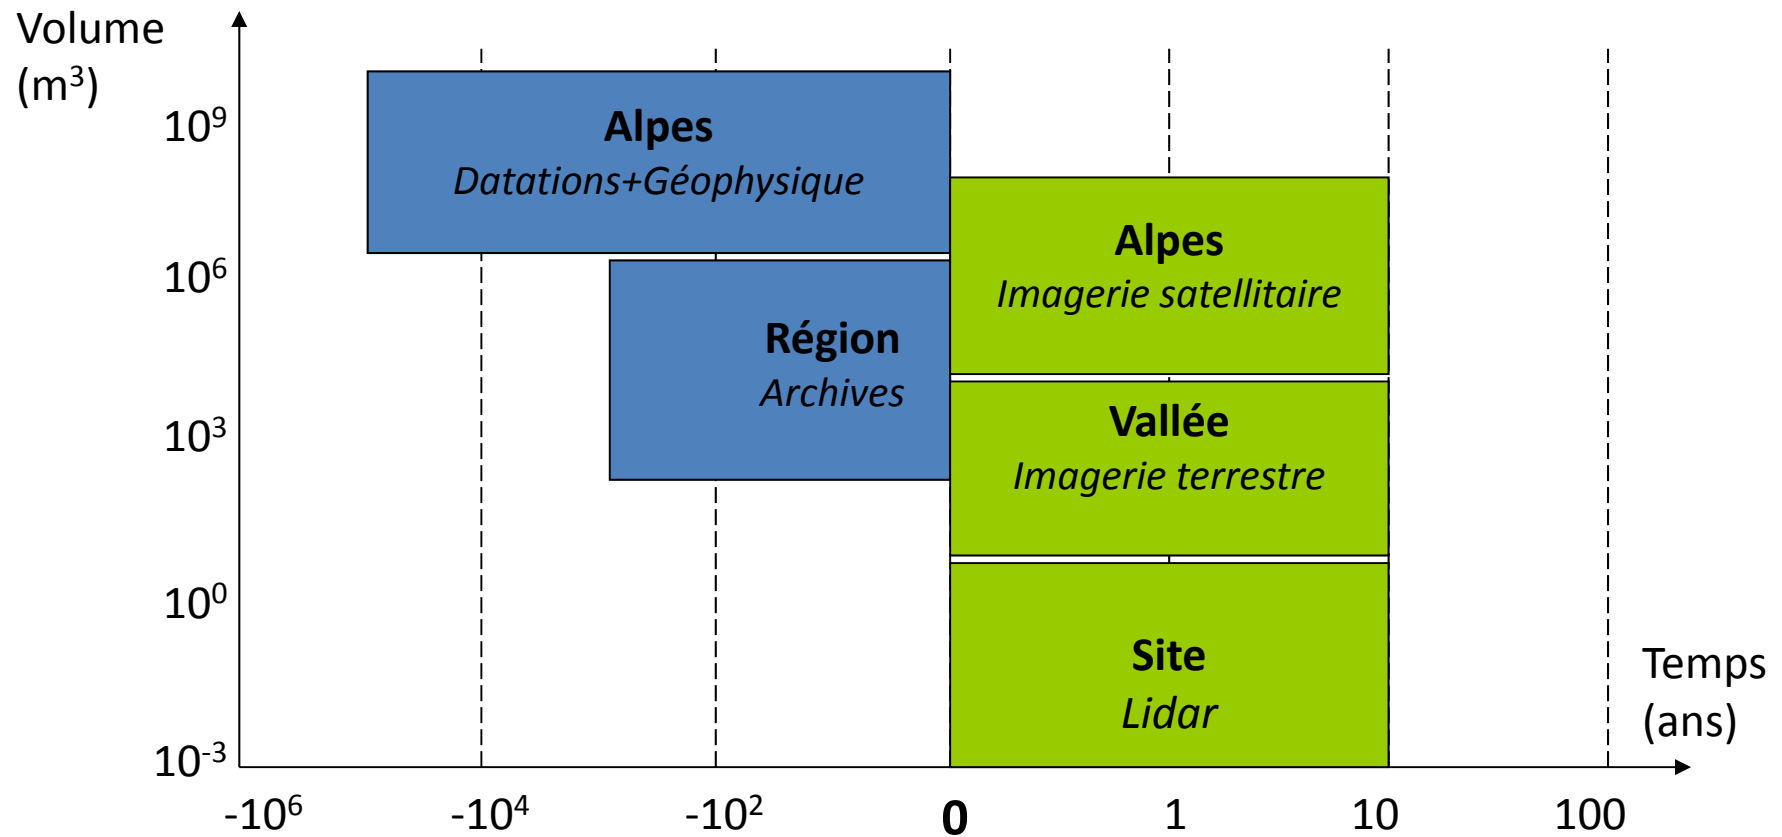 Volume
(m³)
10⁹
10⁶
10³
10⁰
10⁻³
Alpes
Datations+Géophysique
Région
Archives
Alpes
Imagerie satellitaire
Vallée
Imagerie terrestre
Site
Lidar
Temps
(ans)
-10⁶ -10⁴ -10² 0 1 10 100